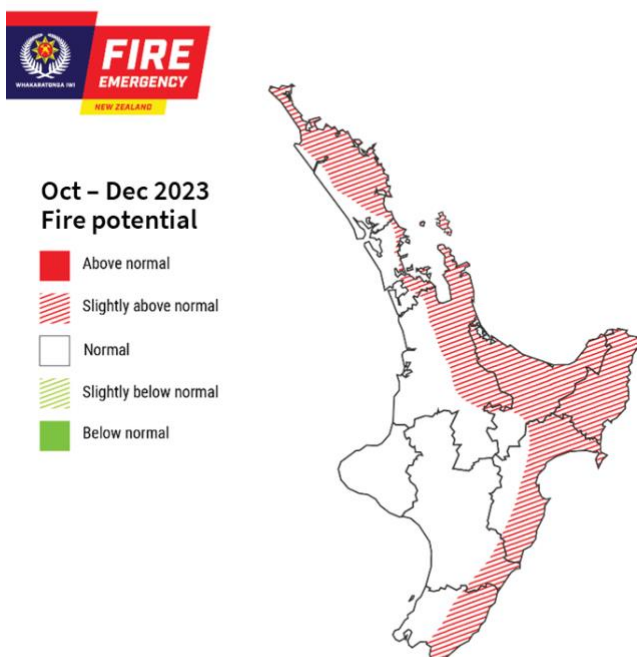 FIRE
EMERGENCY
WHAKARATONGA IWI
NEW ZEALAND
Oct – Dec 2023
Fire potential
Above normal
Slightly above normal
Normal
Slightly below normal
Below normal